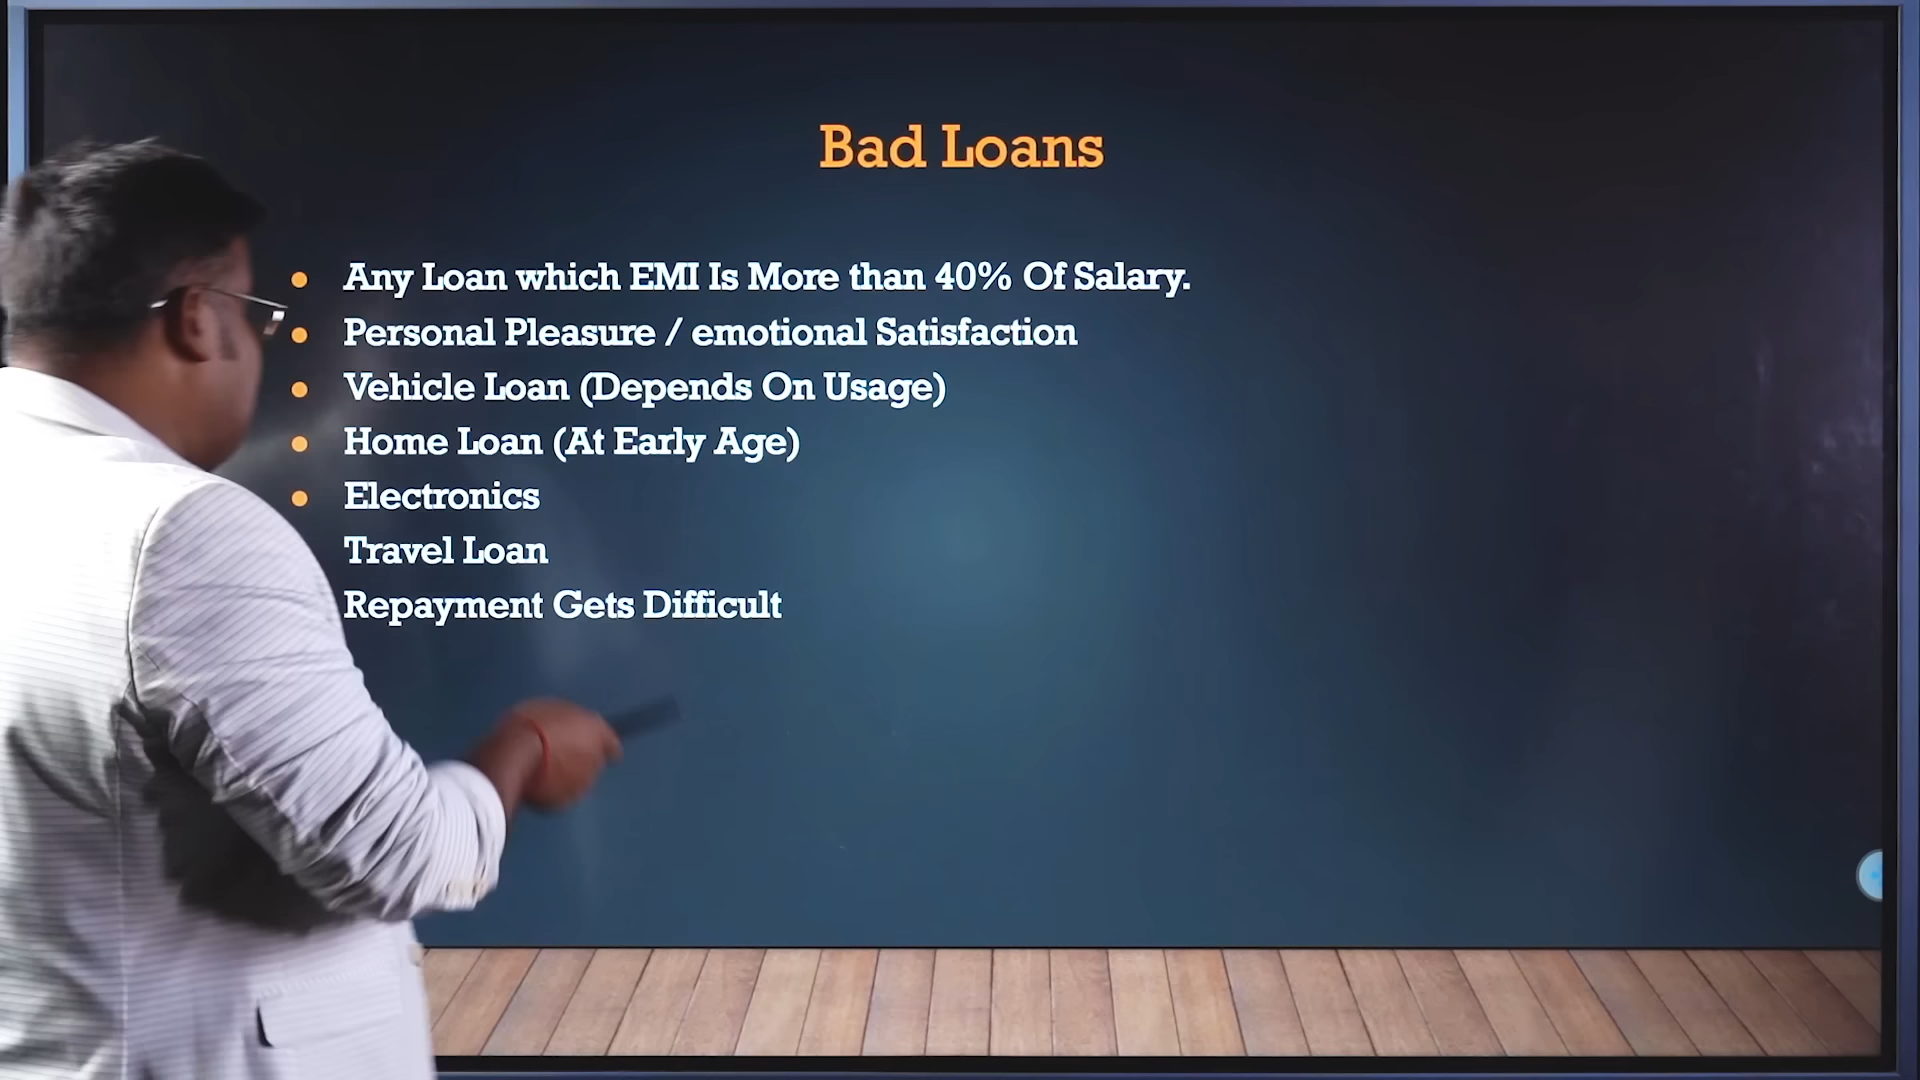 Bad Loans
Any Loan which EMI Is More than 40% Of Salary.
Personal Pleasure / emotional Satisfaction
Vehicle Loan (Depends On Usage)
Home Loan (At Early Age)
Electronics
Travel Loan
Repayment Gets Difficult